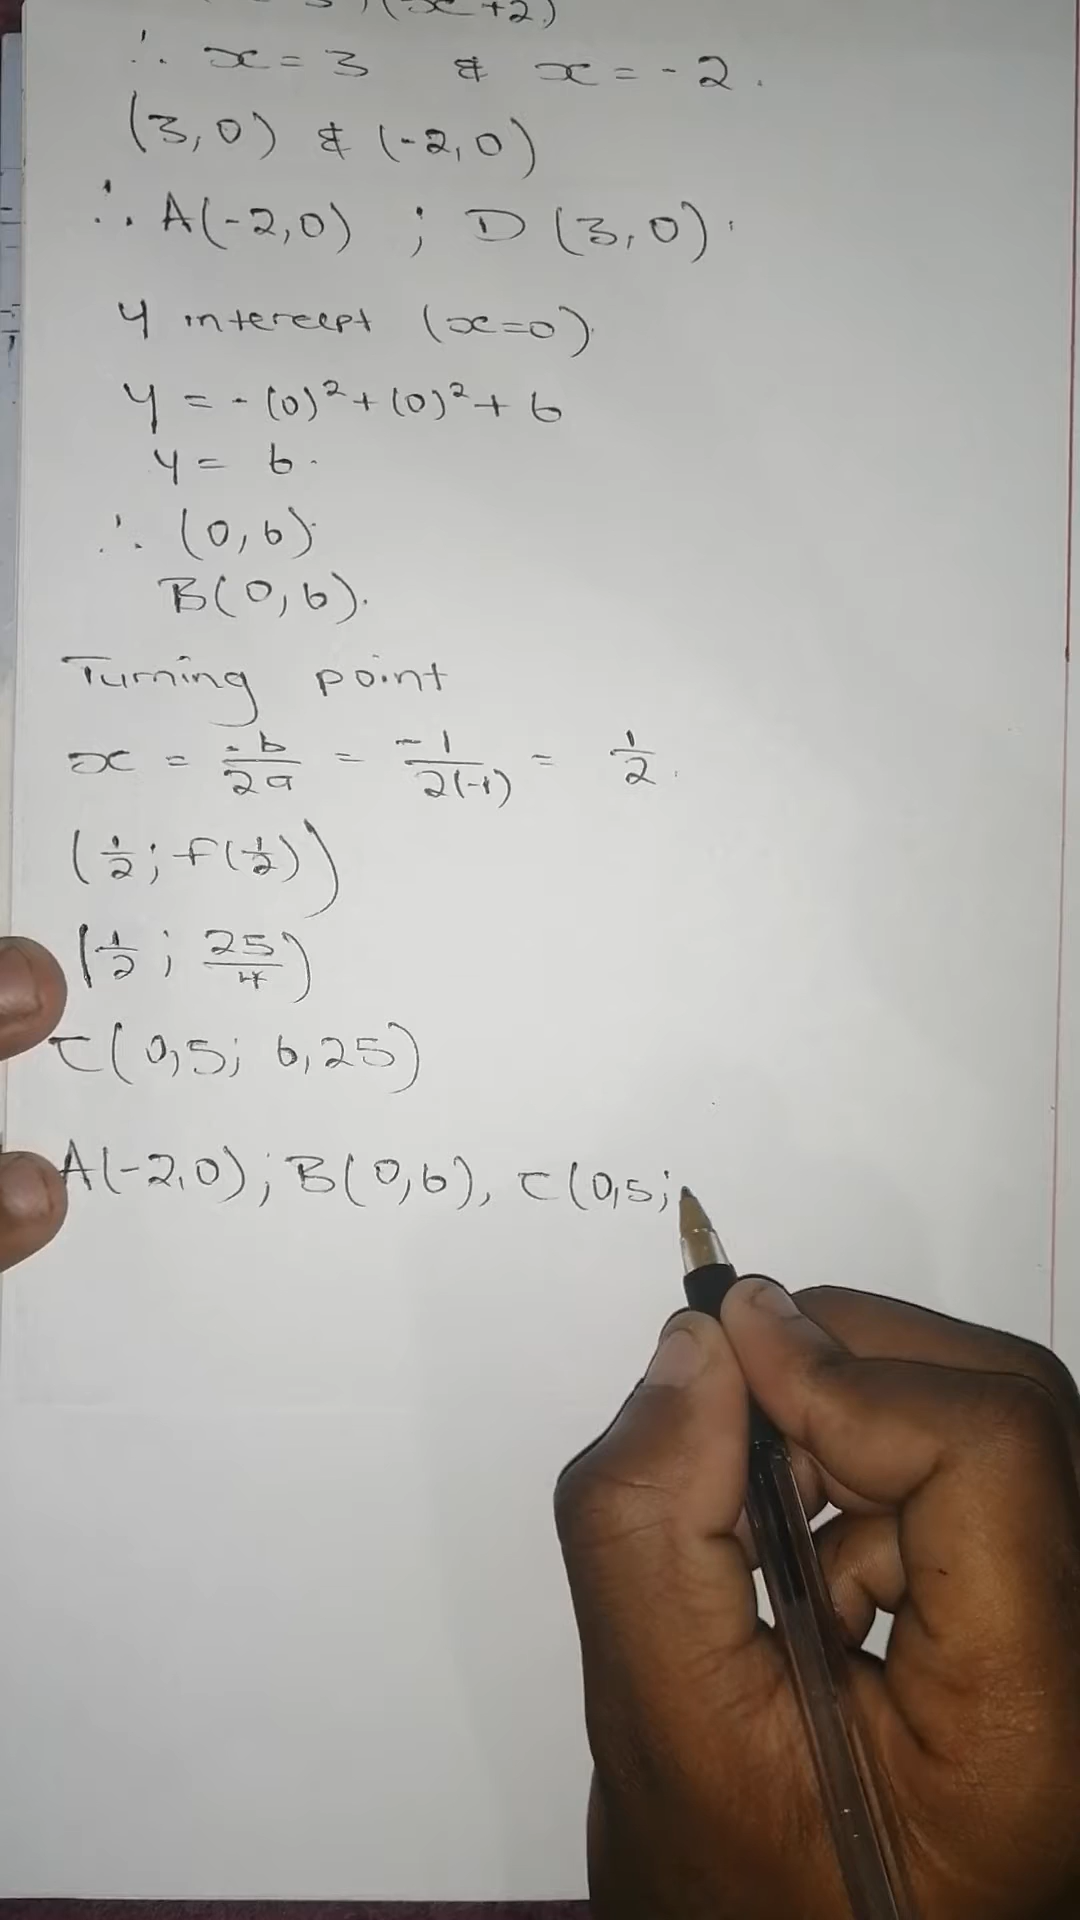 (x+2)
∴ x = 3 & x = -2.
(3,0) & (-2,0)
∴ A(-2,0) ; D(3,0).
y intercept (x=0).
y = -(0)² + (0)² + 6
y = 6.
∴ (0,6).
B(0,6).
Turning point
x = -b/2a = -1/2(-1) = 1/2.
(1/2; f(1/2))
(1/2; 25/4)
C(0,5; 6,25)
A(-2,0); B(0,6), C(0,5;